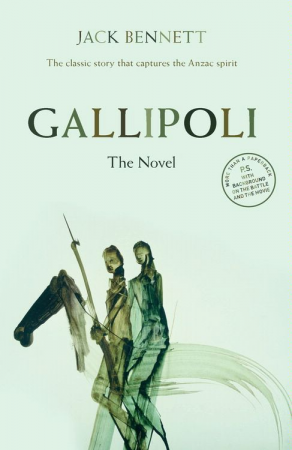 JACK BENNETT
The classic story that captures the Anzac spirit
GALLIPOLI
The Novel
MORE THAN A PAPERBACK
P.S.
WITH
BACKGROUND
ON THE BATTLE
AND THE MOVIE